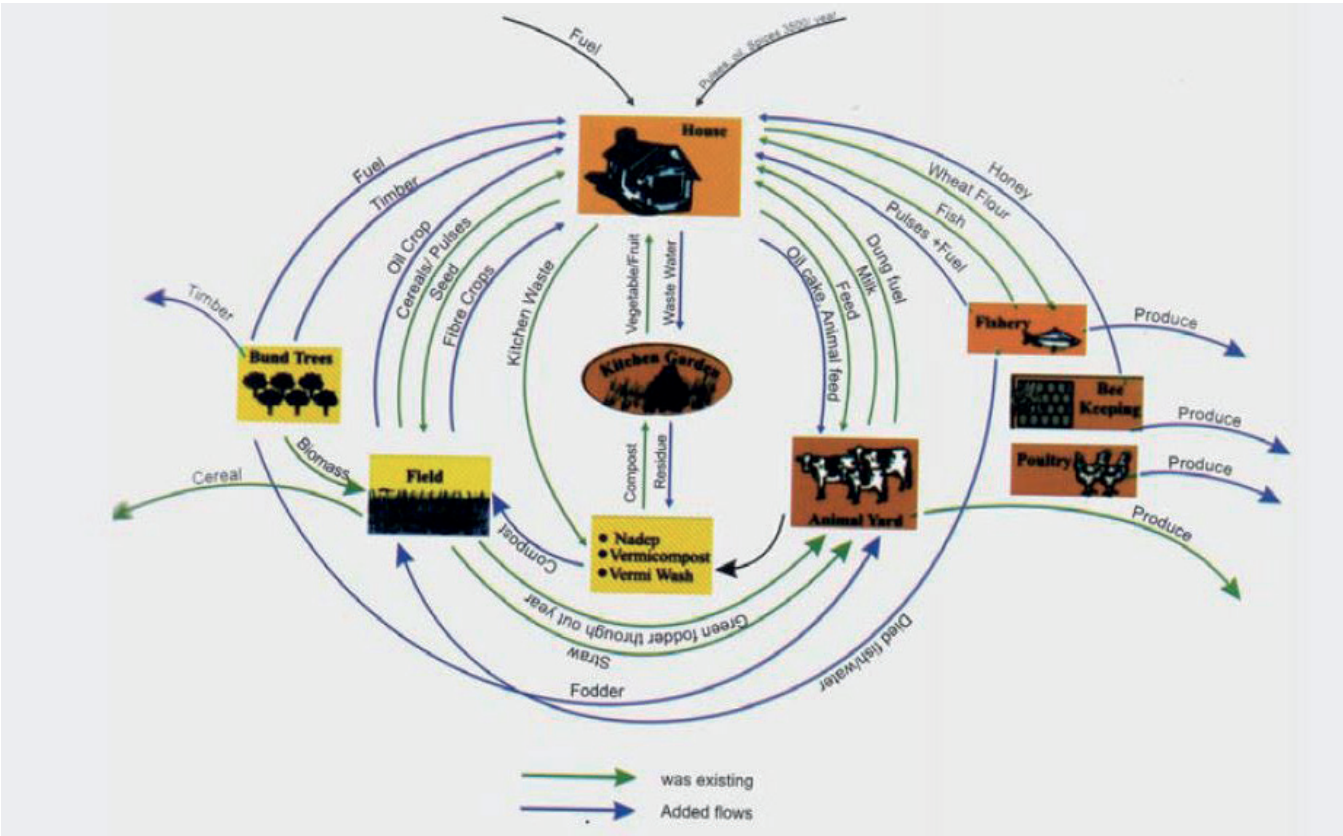 Fuel
Pulses, oil, Spices 3500/ year
House
Fuel
Timber
Oil Crop
Cereals/ Pulses
Seed
Fibre Crops
Kitchen Waste
Vegetable/Fruit
Waste Water
Oil cake, Animal feed
Feed
Milk
Dung fuel
Pulses +Fuel
Fish
Wheat Flour
Honey
Timber
Bund Trees
Kitchen Garden
Fishery
Produce
Bee
Keeping
Produce
Poultry
Produce
Biomass
Cereal
Field
Compost
Residue
Animal Yard
Produce
Compost
• Nadep
• Vermicompost
• Vermi Wash
Green fodder through out year
Straw
Fodder
Died fish/water
was existing
Added flows